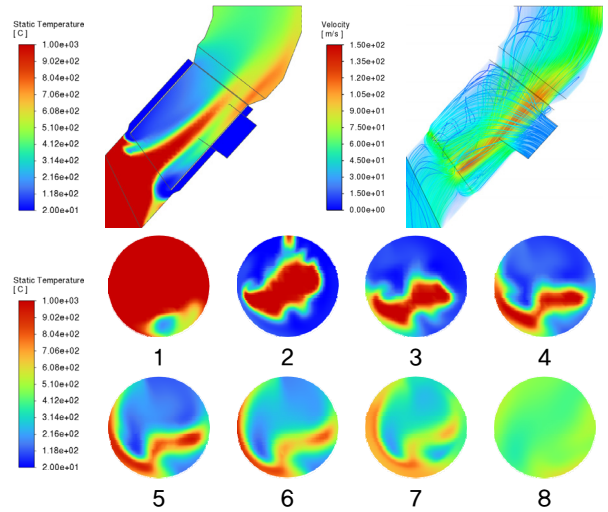 Static Temperature
[ C ]
1.00e+03
9.02e+02
8.04e+02
7.06e+02
6.08e+02
5.10e+02
4.12e+02
3.14e+02
2.16e+02
1.18e+02
2.00e+01
Velocity
[ m/s ]
1.50e+02
1.35e+02
1.20e+02
1.05e+02
9.00e+01
7.50e+01
6.00e+01
4.50e+01
3.00e+01
1.50e+01
0.00e+00
Static Temperature
[ C ]
1.00e+03
9.02e+02
8.04e+02
7.06e+02
6.08e+02
5.10e+02
4.12e+02
3.14e+02
2.16e+02
1.18e+02
2.00e+01
1 2 3 4
5 6 7 8